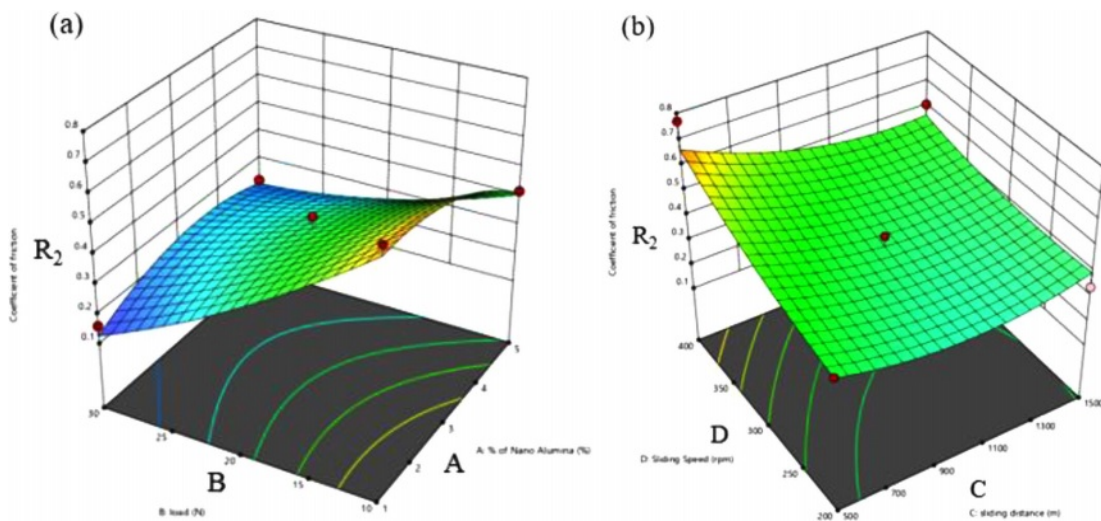 (a)
0.8
0.7
0.6
0.5
0.4
0.3
0.2
0.1
R2
Coefficient of friction
30
25
20
15
10
B
B: load (N)
1
2
3
4
5
A
A: % of Nano Alumina (%)
(b)
0.8
0.7
0.6
0.5
0.4
0.3
0.2
0.1
R2
Coefficient of friction
400
350
300
250
200
D
D: Sliding Speed (rpm)
500
700
900
1100
1300
1500
C
C: sliding distance (m)